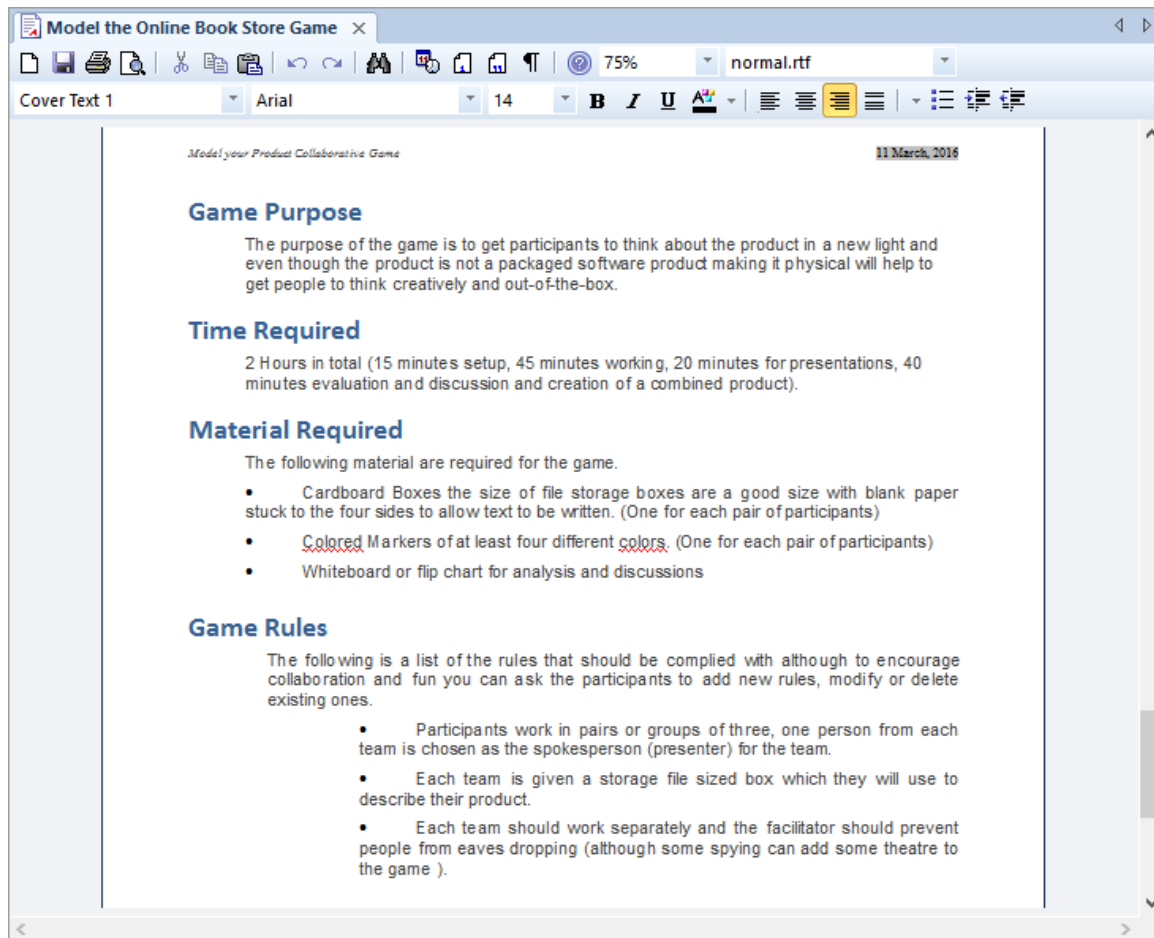 Model the Online Book Store Game
75% normal.rtf
Cover Text 1 Arial 14 B I U A
Model your Product Collaborative Game 11 March, 2016
Game Purpose
The purpose of the game is to get participants to think about the product in a new light and
even though the product is not a packaged software product making it physical will help to
get people to think creatively and out-of-the-box.
Time Required
2 Hours in total (15 minutes setup, 45 minutes working, 20 minutes for presentations, 40
minutes evaluation and discussion and creation of a combined product).
Material Required
The following material are required for the game.
• Cardboard Boxes the size of file storage boxes are a good size with blank paper
stuck to the four sides to allow text to be written. (One for each pair of participants)
• Colored Markers of at least four different colors. (One for each pair of participants)
• Whiteboard or flip chart for analysis and discussions
Game Rules
The following is a list of the rules that should be complied with although to encourage
collaboration and fun you can ask the participants to add new rules, modify or delete
existing ones.
• Participants work in pairs or groups of three, one person from each
team is chosen as the spokesperson (presenter) for the team.
• Each team is given a storage file sized box which they will use to
describe their product.
• Each team should work separately and the facilitator should prevent
people from eaves dropping (although some spying can add some theatre to
the game ).